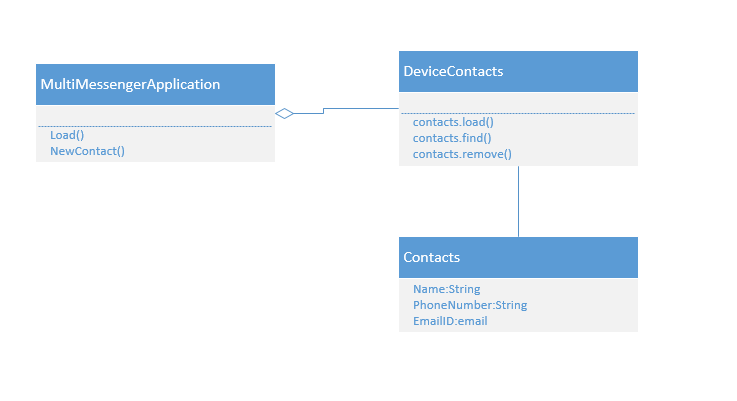 MultiMessengerApplication
Load()
NewContact()
DeviceContacts
contacts.load()
contacts.find()
contacts.remove()
Contacts
Name:String
PhoneNumber:String
EmailID:email